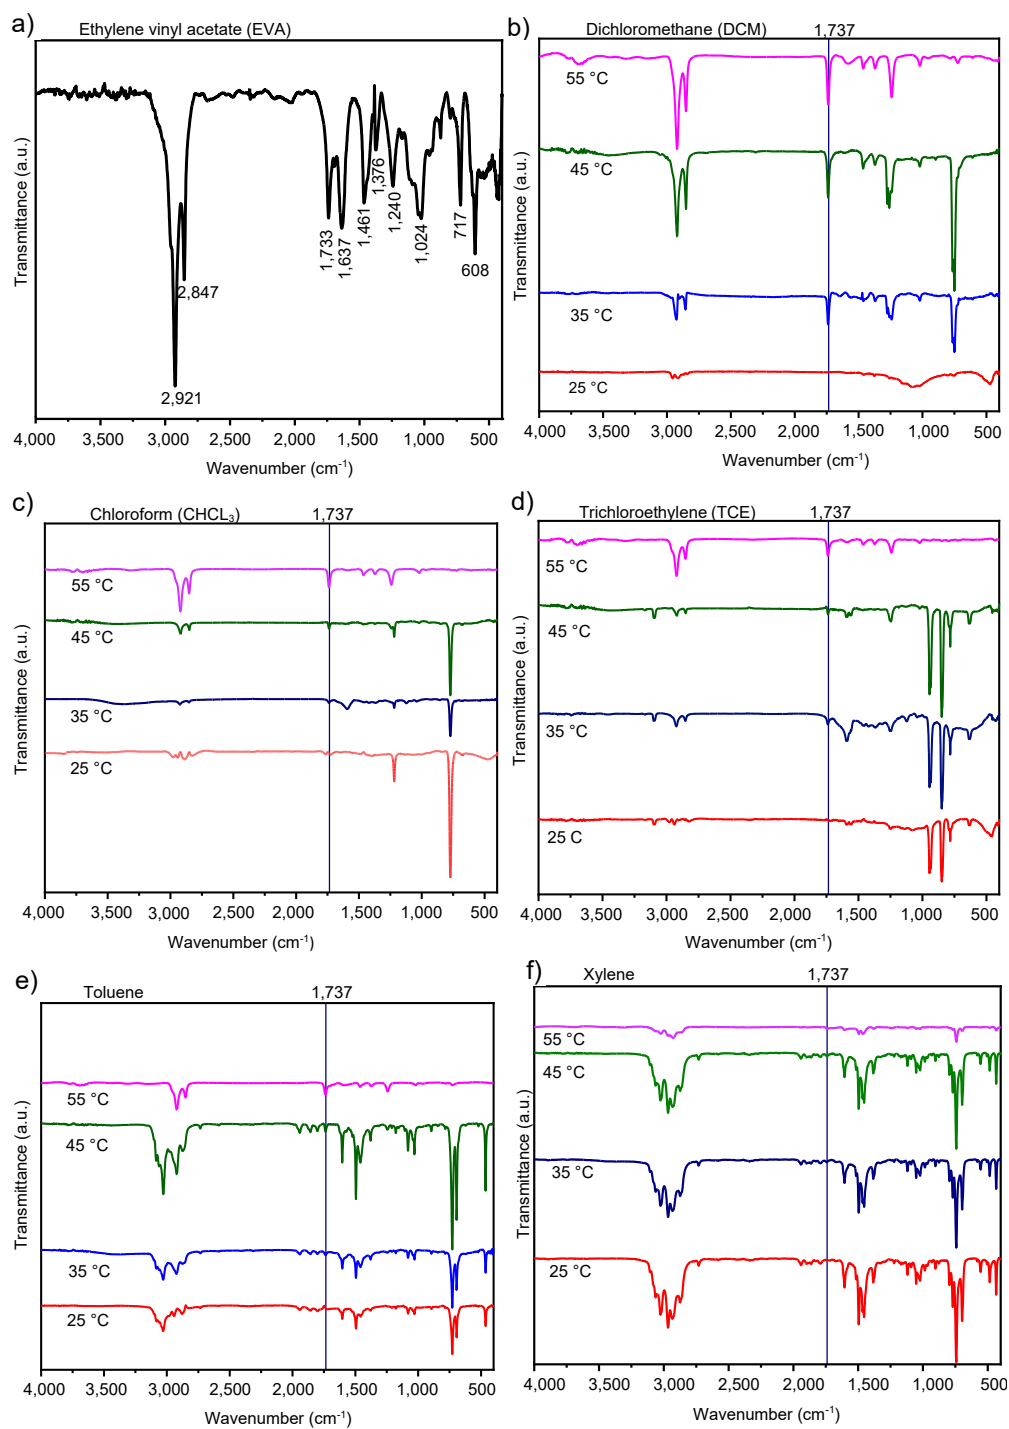 a)
Ethylene vinyl acetate (EVA)
Transmittance (a.u.)
2,921
2,847
1,733
1,637
1,461
1,376
1,240
1,024
717
608
4,000 3,500 3,000 2,500 2,000 1,500 1,000 500
Wavenumber (cm⁻¹)
b)
Dichloromethane (DCM)
1,737
Transmittance (a.u.)
55 °C
45 °C
35 °C
25 °C
4,000 3,500 3,000 2,500 2,000 1,500 1,000 500
Wavenumber (cm⁻¹)
c)
Chloroform (CHCL₃)
1,737
Transmittance (a.u.)
55 °C
45 °C
35 °C
25 °C
4,000 3,500 3,000 2,500 2,000 1,500 1,000 500
Wavenumber (cm⁻¹)
d)
Trichloroethylene (TCE)
1,737
Transmittance (a.u.)
55 °C
45 °C
35 °C
25 C
4,000 3,500 3,000 2,500 2,000 1,500 1,000 500
Wavenumber (cm⁻¹)
e)
Toluene
1,737
Transmittance (a.u.)
55 °C
45 °C
35 °C
25 °C
4,000 3,500 3,000 2,500 2,000 1,500 1,000 500
Wavenumber (cm⁻¹)
f)
Xylene
1,737
Transmittance (a.u.)
55 °C
45 °C
35 °C
25 °C
4,000 3,500 3,000 2,500 2,000 1,500 1,000 500
Wavenumber (cm⁻¹)